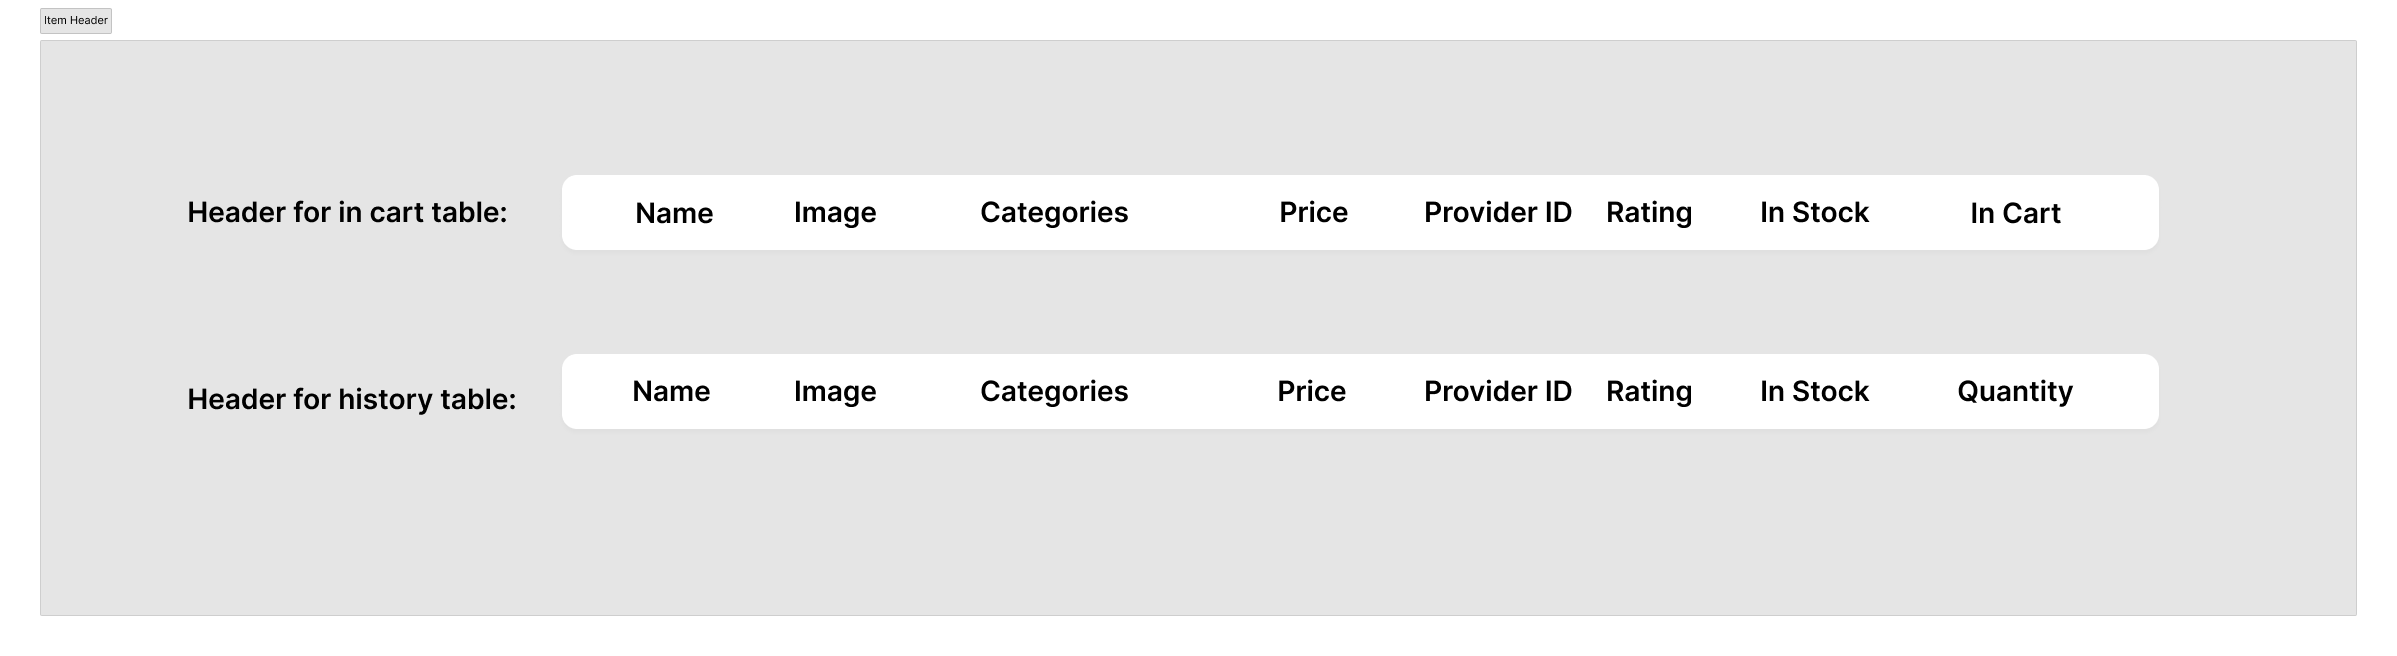 Item Header
Header for in cart table: Name Image Categories Price Provider ID Rating In Stock In Cart
Header for history table: Name Image Categories Price Provider ID Rating In Stock Quantity